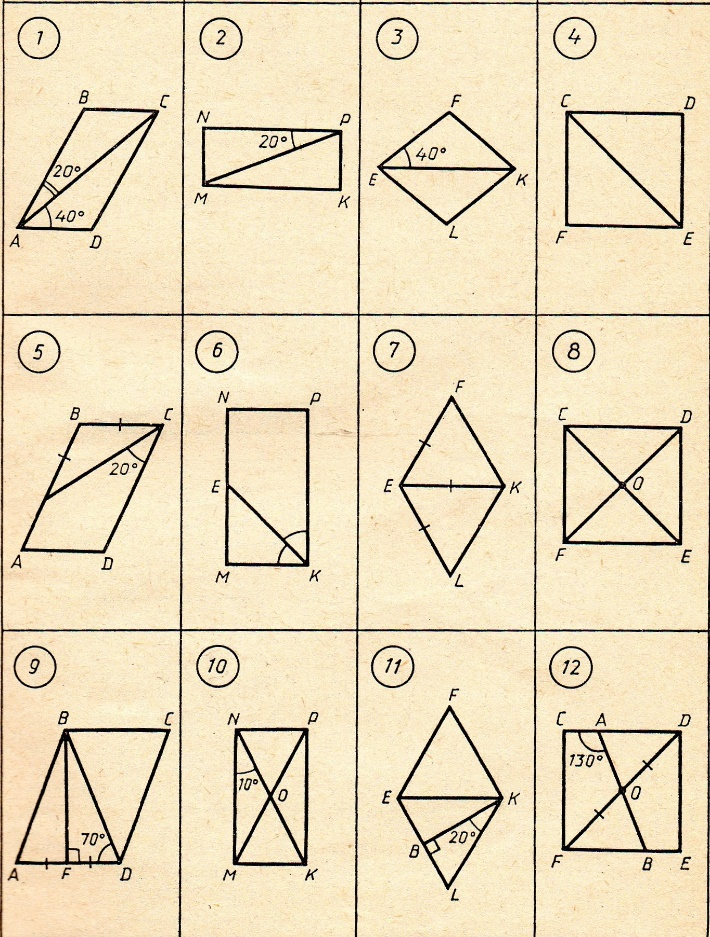 1 2 3 4
B C 20° 40° A D
N P 20° M K
F 40° E K L
C D F E
5 6 7 8
B C 20° A D
N P E M K
F E K L
C D O F E
9 10 11 12
B C 70° A F D
N P 10° O M K
F E K B 20° L
C A D 130° O F B E